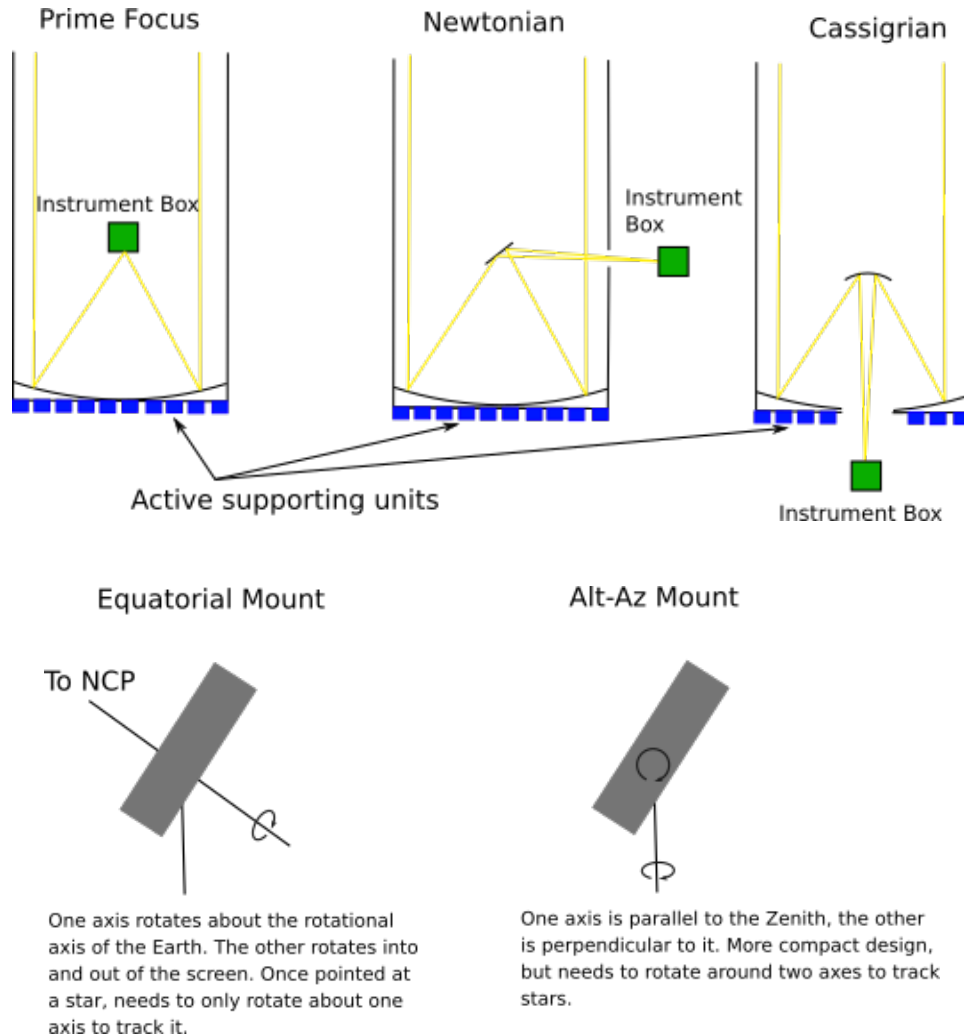 Prime Focus
Newtonian
Cassigrian
Instrument Box
Instrument
Box
Instrument Box
Active supporting units
Equatorial Mount
Alt-Az Mount
To NCP
One axis rotates about the rotational
axis of the Earth. The other rotates into
and out of the screen. Once pointed at
a star, needs to only rotate about one
axis to track it.
One axis is parallel to the Zenith, the other
is perpendicular to it. More compact design,
but needs to rotate around two axes to track
stars.